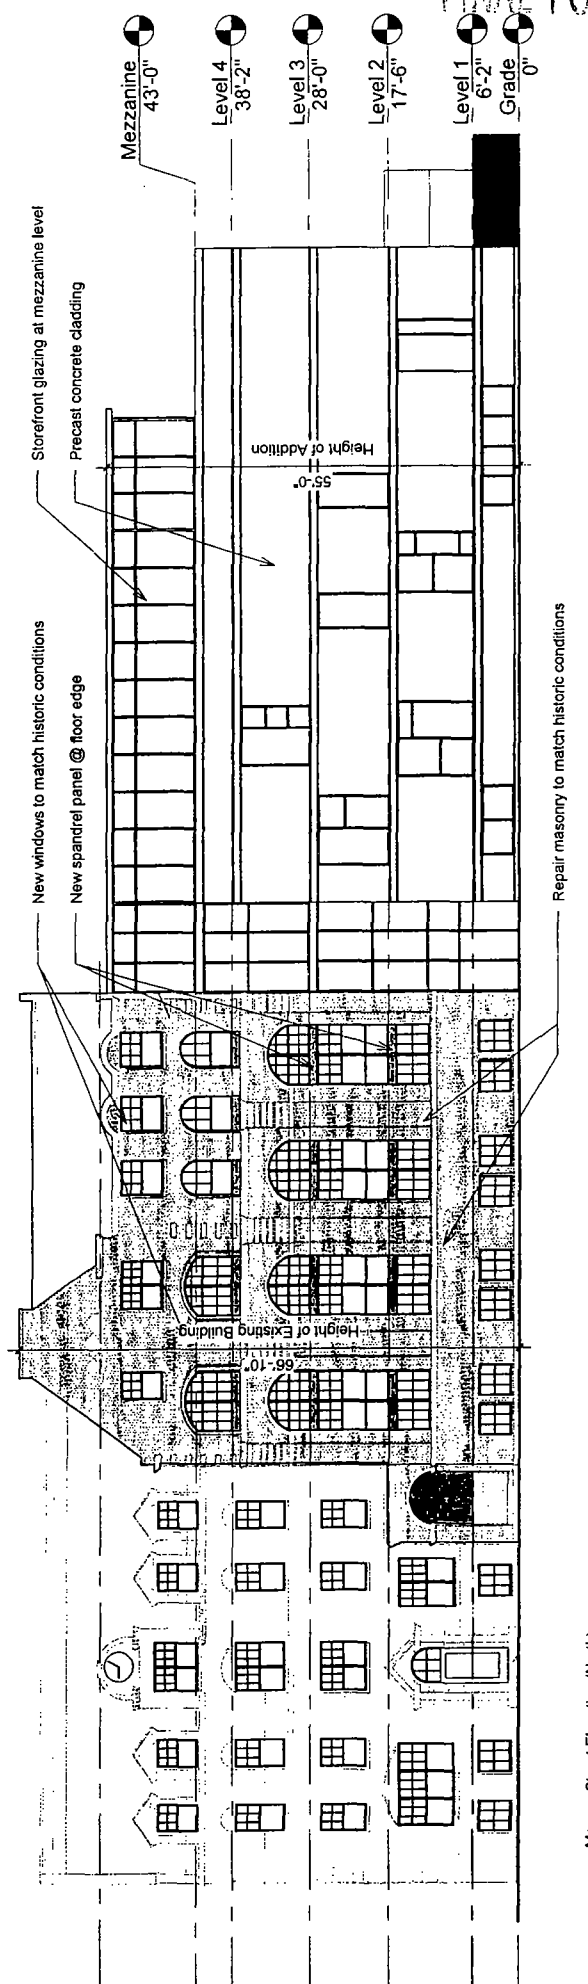 Mezzanine
43'-0"
Level 4
38'-2"
Level 3
28'-0"
Level 2
17'-6"
Level 1
6'-2"
Grade
0"
Storefront glazing at mezzanine level
Precast concrete cladding
New windows to match historic conditions
New spandrel panel @ floor edge
Repair masonry to match historic conditions
Height of Addition
55'-0"
Height of Existing Building
66'-10"